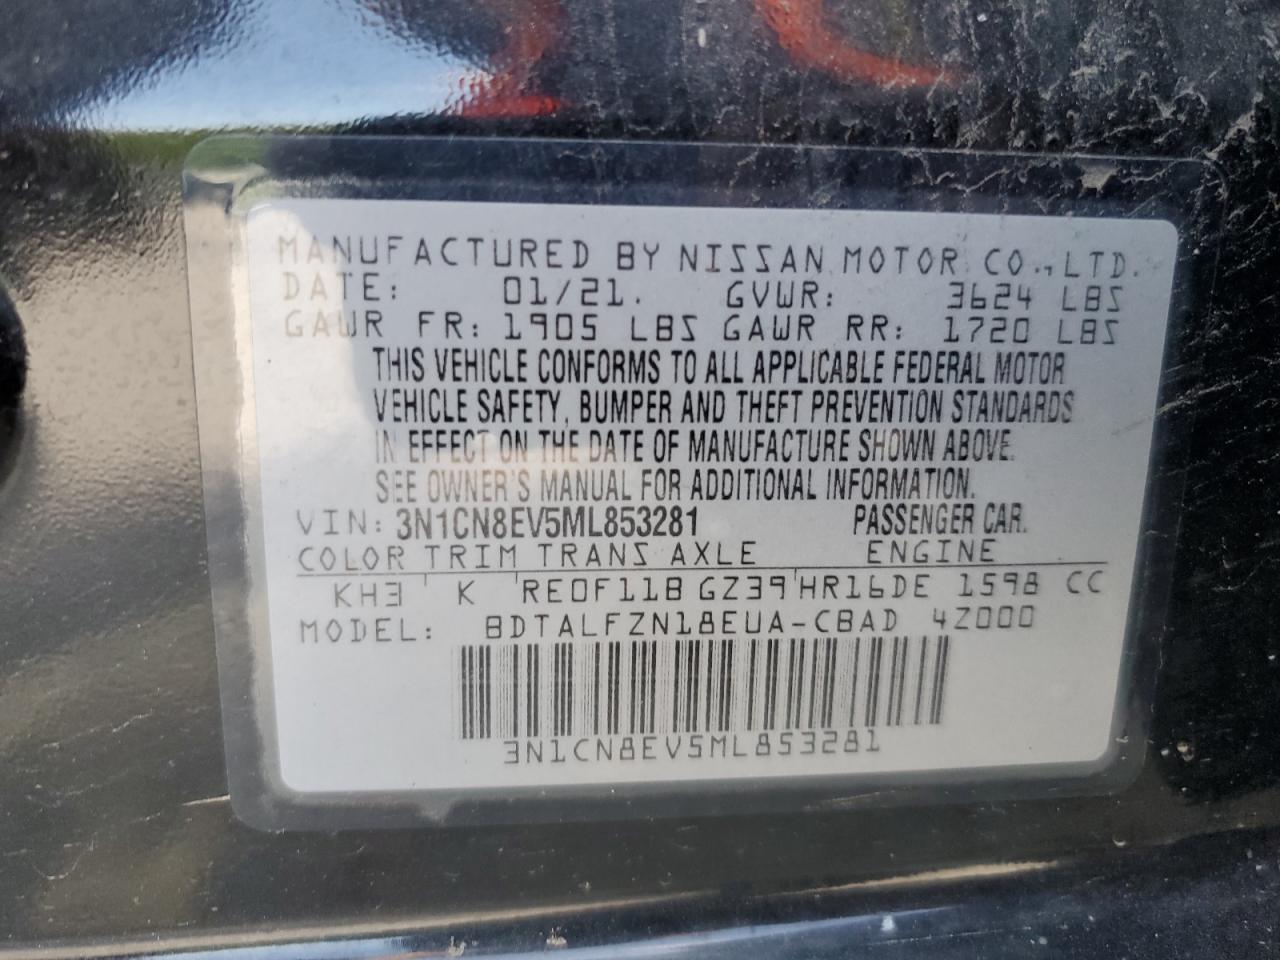 MANUFACTURED BY NISSAN MOTOR CO., LTD.
DATE: 01/21. GVWR: 3624 LBS
GAWR FR: 1905 LBS GAWR RR: 1720 LBS
THIS VEHICLE CONFORMS TO ALL APPLICABLE FEDERAL MOTOR
VEHICLE SAFETY, BUMPER AND THEFT PREVENTION STANDARDS
IN EFFECT ON THE DATE OF MANUFACTURE SHOWN ABOVE.
SEE OWNER'S MANUAL FOR ADDITIONAL INFORMATION.
VIN: 3N1CN8EV5ML853281 PASSENGER CAR.
COLOR TRIM TRANS AXLE ENGINE
KH3 K RE0F11B GZ39 HR16DE 1598 CC
MODEL: BDTALFZN18EUA-CBAD 4Z000
3N1CN8EV5ML853281